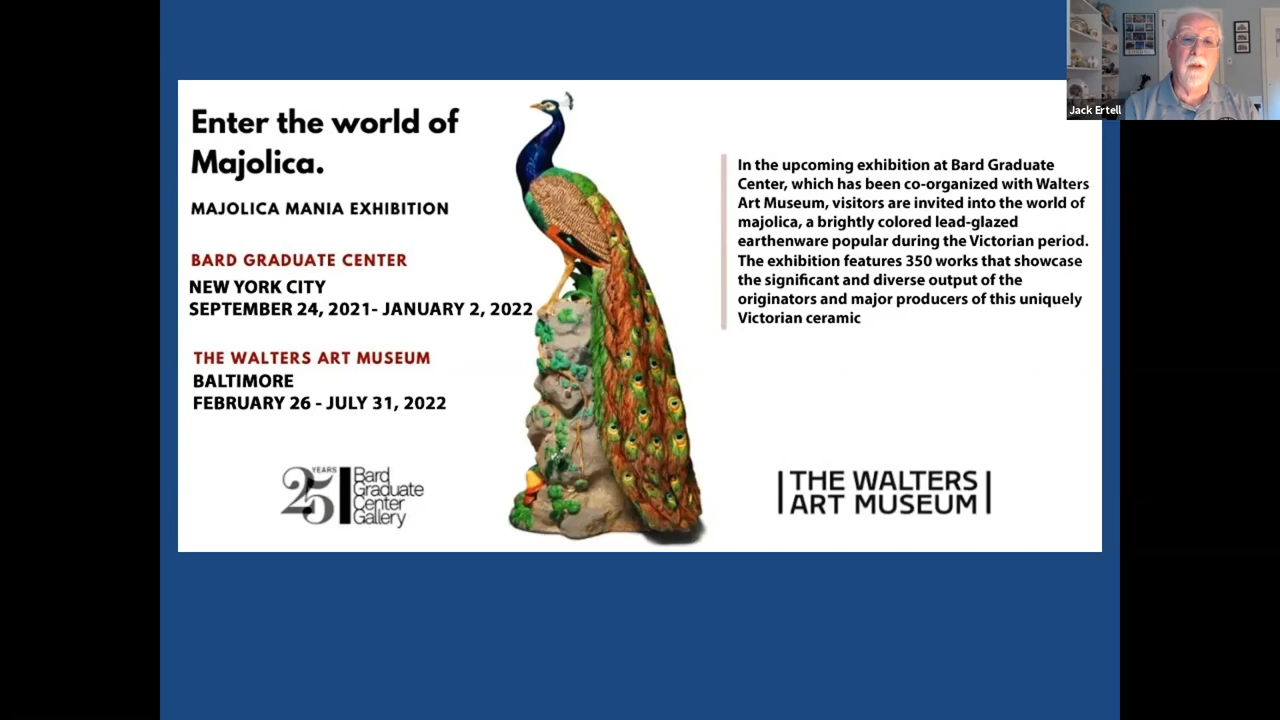 Enter the world of
Majolica.
MAJOLICA MANIA EXHIBITION
BARD GRADUATE CENTER
NEW YORK CITY
SEPTEMBER 24, 2021- JANUARY 2, 2022
THE WALTERS ART MUSEUM
BALTIMORE
FEBRUARY 26 - JULY 31, 2022
25 YEARS
Bard
Graduate
Center
Gallery
In the upcoming exhibition at Bard Graduate
Center, which has been co-organized with Walters
Art Museum, visitors are invited into the world of
majolica, a brightly colored lead-glazed
earthenware popular during the Victorian period.
The exhibition features 350 works that showcase
the significant and diverse output of the
originators and major producers of this uniquely
Victorian ceramic
THE WALTERS
ART MUSEUM
Jack Ertell